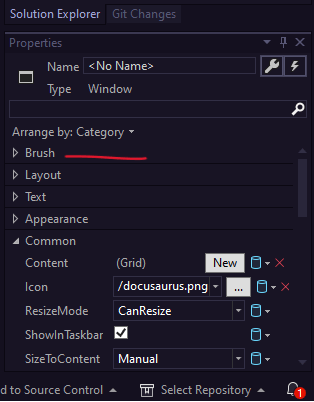 Solution Explorer Git Changes
Properties
Name <No Name>
Type Window
Arrange by: Category
Brush
Layout
Text
Appearance
Common
Content (Grid) New
Icon /docusaurus.png ...
ResizeMode CanResize
ShowInTaskbar
SizeToContent Manual
d to Source Control Select Repository 1